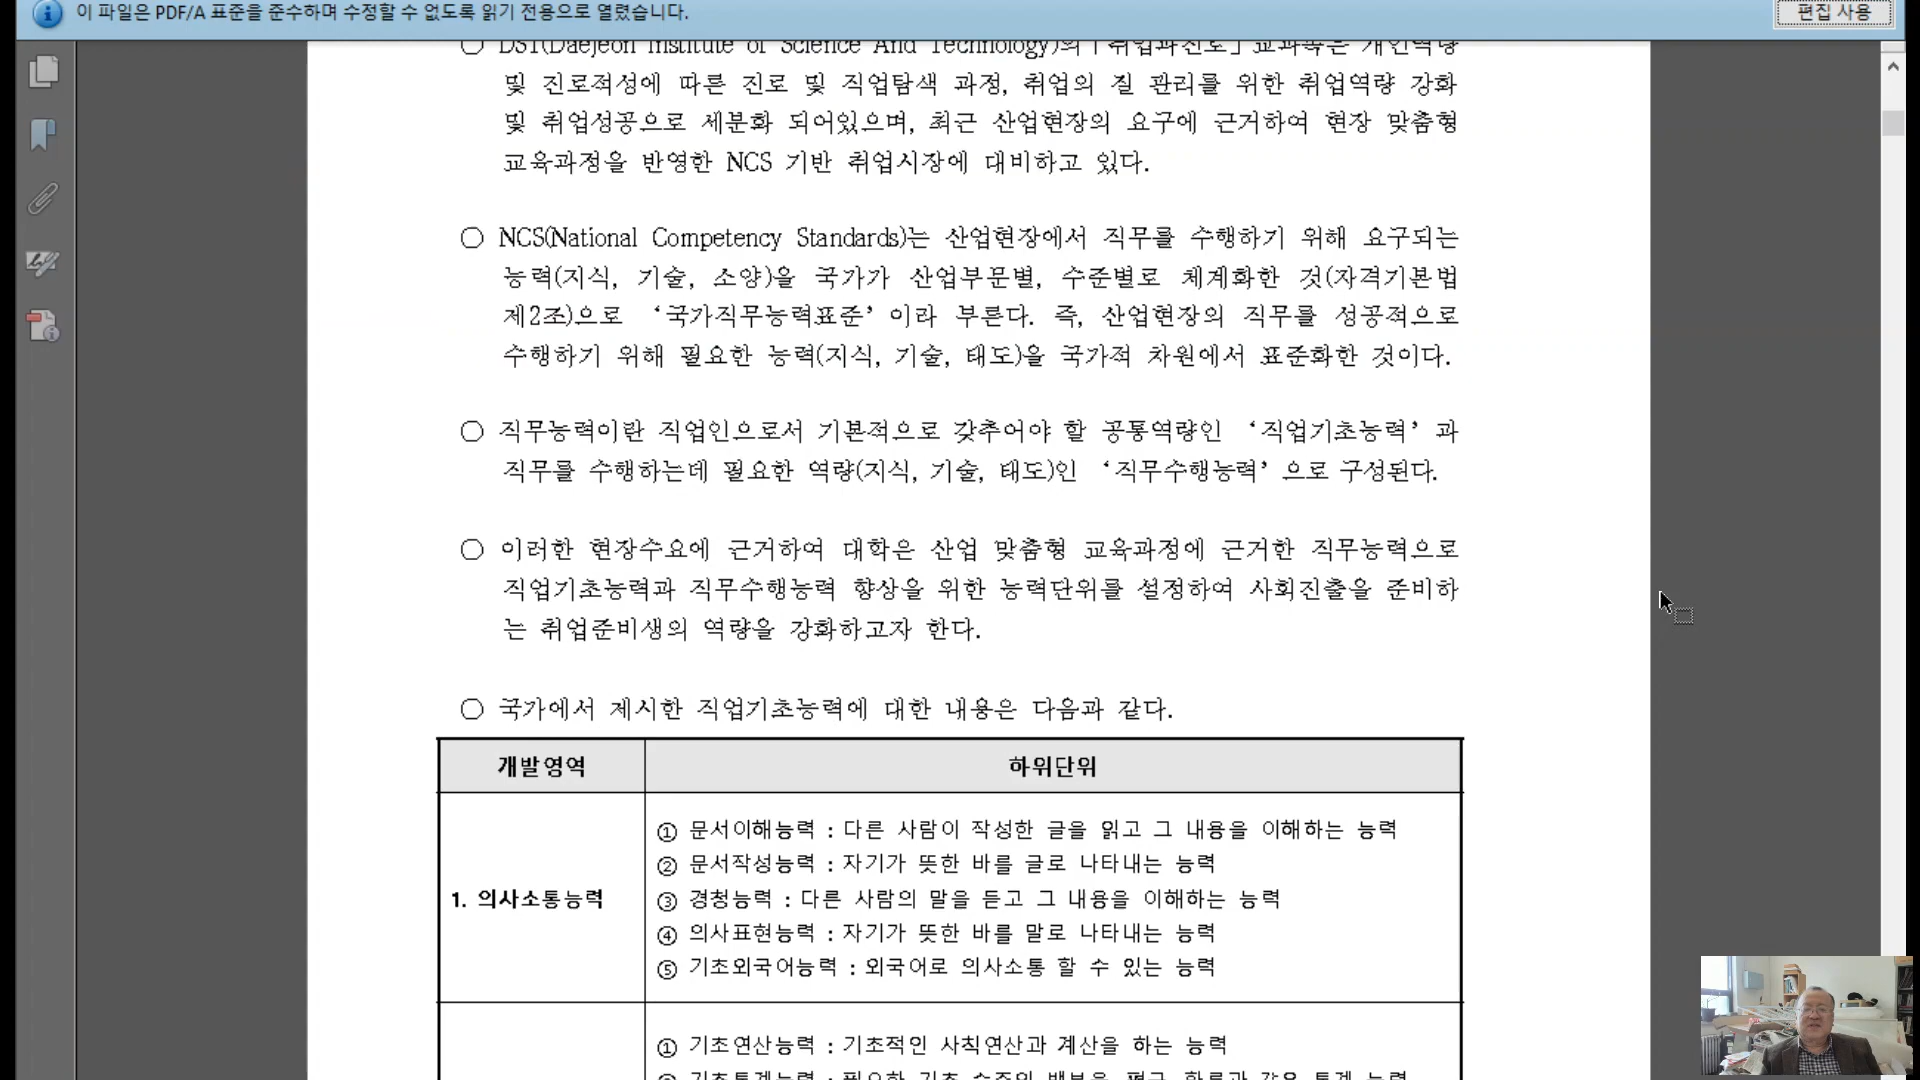 이 파일은 PDF/A 표준을 준수하며 수정할 수 없도록 읽기 전용으로 열렸습니다.
편집 사용
○ DST(Daejeon Institute of Science And Technology)의「취업과진로」교과목은 개인역량
및 진로적성에 따른 진로 및 직업탐색 과정, 취업의 질 관리를 위한 취업역량 강화
및 취업성공으로 세분화 되어있으며, 최근 산업현장의 요구에 근거하여 현장 맞춤형
교육과정을 반영한 NCS 기반 취업시장에 대비하고 있다.
○ NCS(National Competency Standards)는 산업현장에서 직무를 수행하기 위해 요구되는
능력(지식, 기술, 소양)을 국가가 산업부문별, 수준별로 체계화한 것(자격기본법
제2조)으로 ‘국가직무능력표준’이라 부른다. 즉, 산업현장의 직무를 성공적으로
수행하기 위해 필요한 능력(지식, 기술, 태도)을 국가적 차원에서 표준화한 것이다.
○ 직무능력이란 직업인으로서 기본적으로 갖추어야 할 공통역량인 ‘직업기초능력’과
직무를 수행하는데 필요한 역량(지식, 기술, 태도)인 ‘직무수행능력’으로 구성된다.
○ 이러한 현장수요에 근거하여 대학은 산업 맞춤형 교육과정에 근거한 직무능력으로
직업기초능력과 직무수행능력 향상을 위한 능력단위를 설정하여 사회진출을 준비하
는 취업준비생의 역량을 강화하고자 한다.
○ 국가에서 제시한 직업기초능력에 대한 내용은 다음과 같다.
개발영역 하위단위
1. 의사소통능력
① 문서이해능력 : 다른 사람이 작성한 글을 읽고 그 내용을 이해하는 능력
② 문서작성능력 : 자기가 뜻한 바를 글로 나타내는 능력
③ 경청능력 : 다른 사람의 말을 듣고 그 내용을 이해하는 능력
④ 의사표현능력 : 자기가 뜻한 바를 말로 나타내는 능력
⑤ 기초외국어능력 : 외국어로 의사소통 할 수 있는 능력
① 기초연산능력 : 기초적인 사칙연산과 계산을 하는 능력